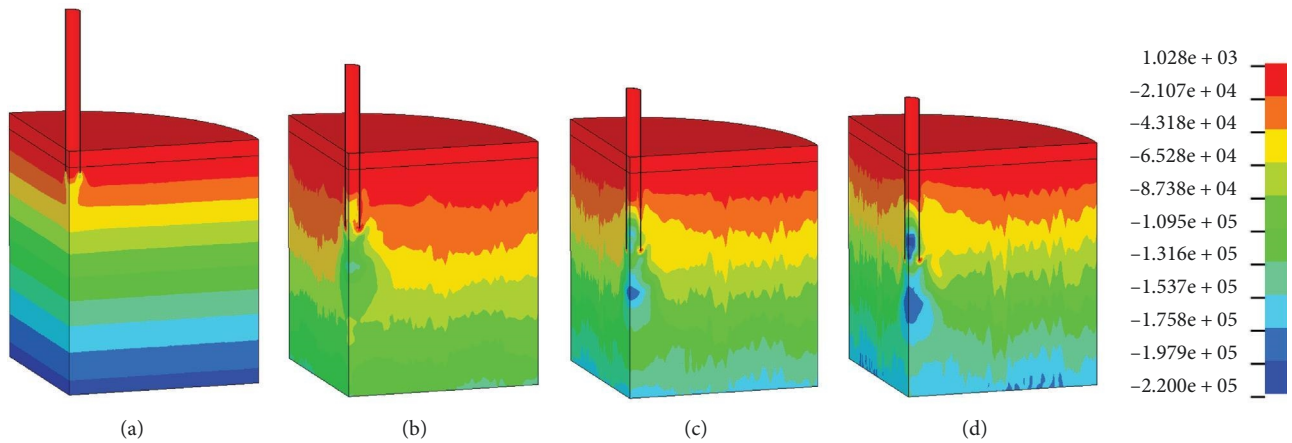 1.028e + 03
–2.107e + 04
–4.318e + 04
–6.528e + 04
–8.738e + 04
–1.095e + 05
–1.316e + 05
–1.537e + 05
–1.758e + 05
–1.979e + 05
–2.200e + 05
(a)
(b)
(c)
(d)